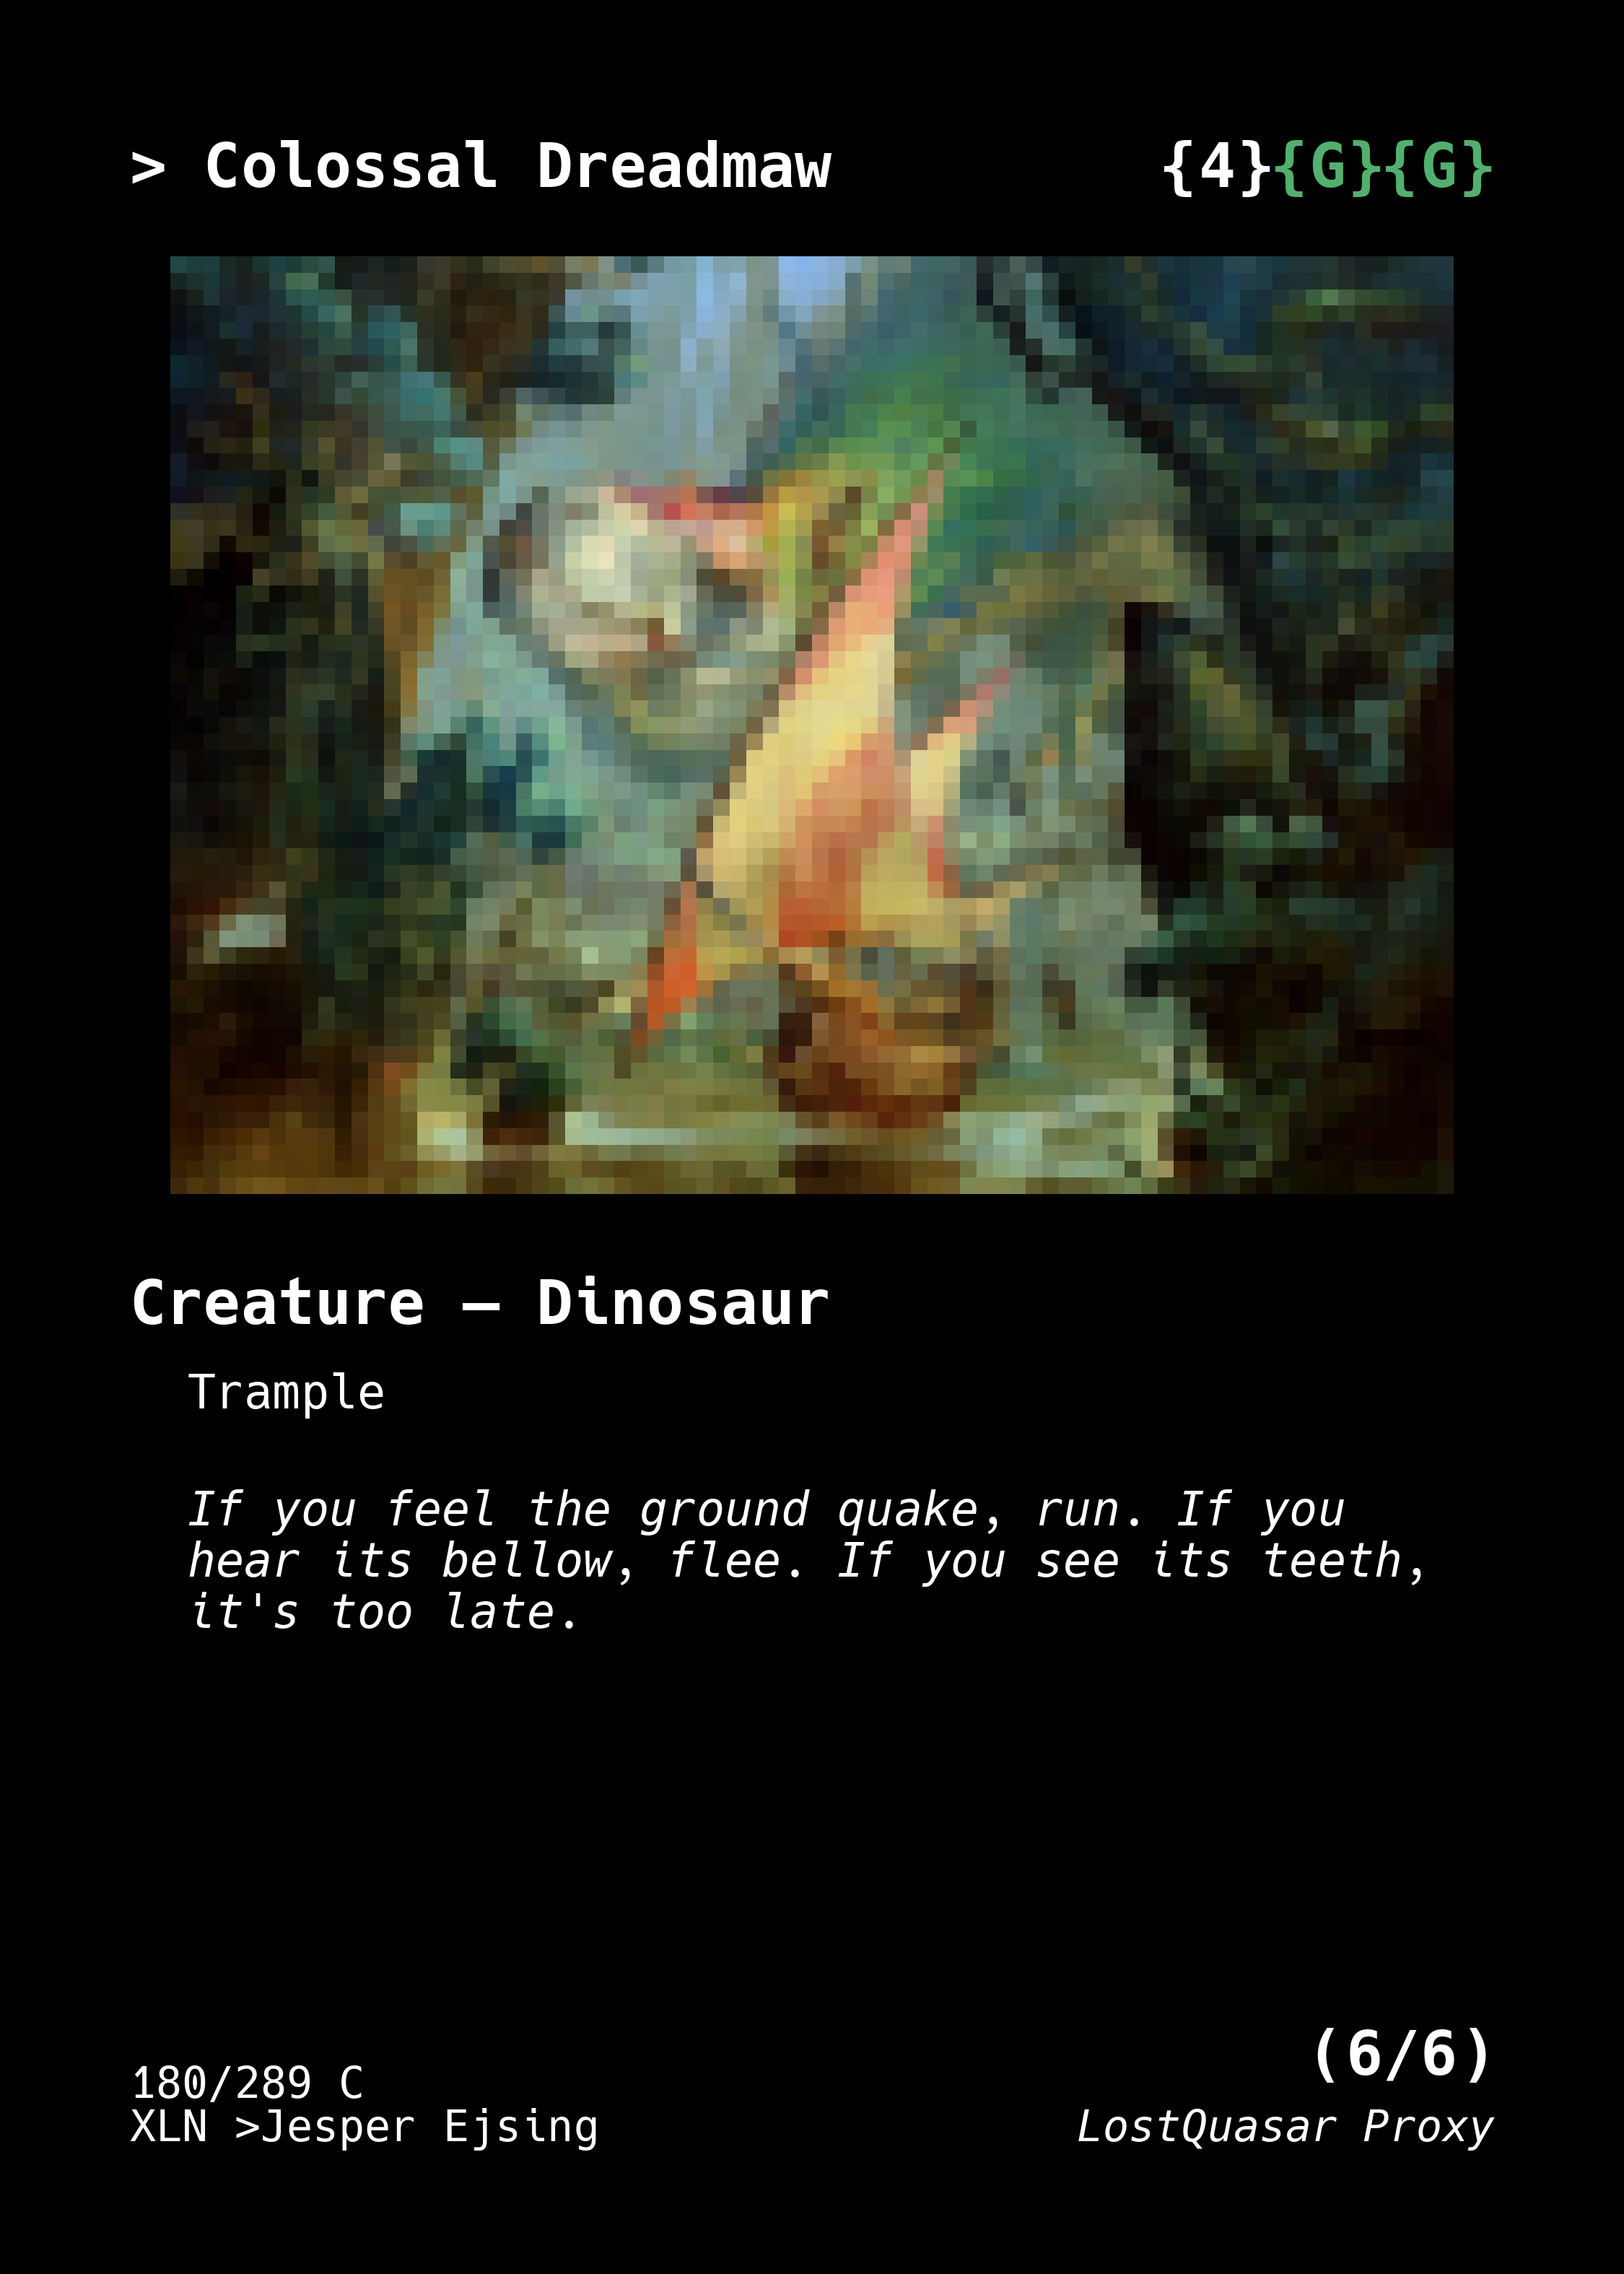 > Colossal Dreadmaw {4}{G}{G}
Creature — Dinosaur
Trample
If you feel the ground quake, run. If you
hear its bellow, flee. If you see its teeth,
it's too late.
(6/6)
180/289 C
XLN >Jesper Ejsing LostQuasar Proxy